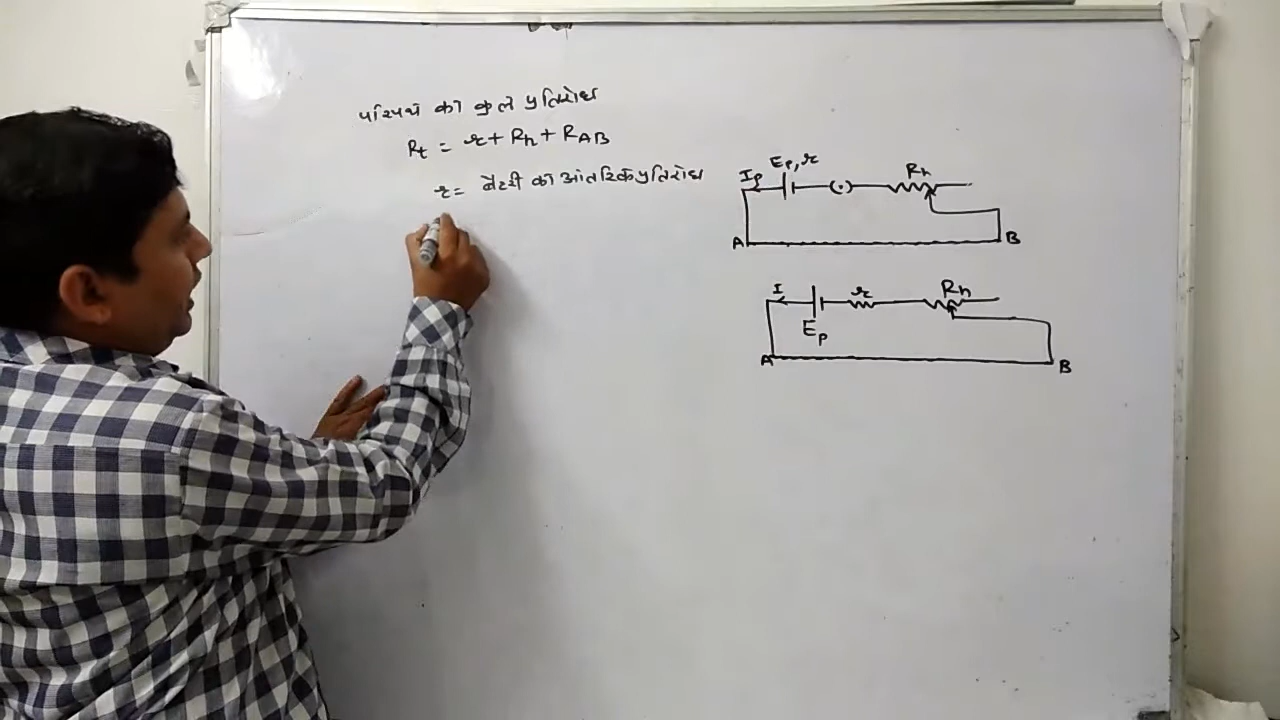 परिपथ का कुल प्रतिरोध
Rt = r + Rh + RAB
r = बैटरी का आंतरिक प्रतिरोध
Ep, r
Ip
Rh
(·)
A
B
I
r
Rh
Ep
A
B